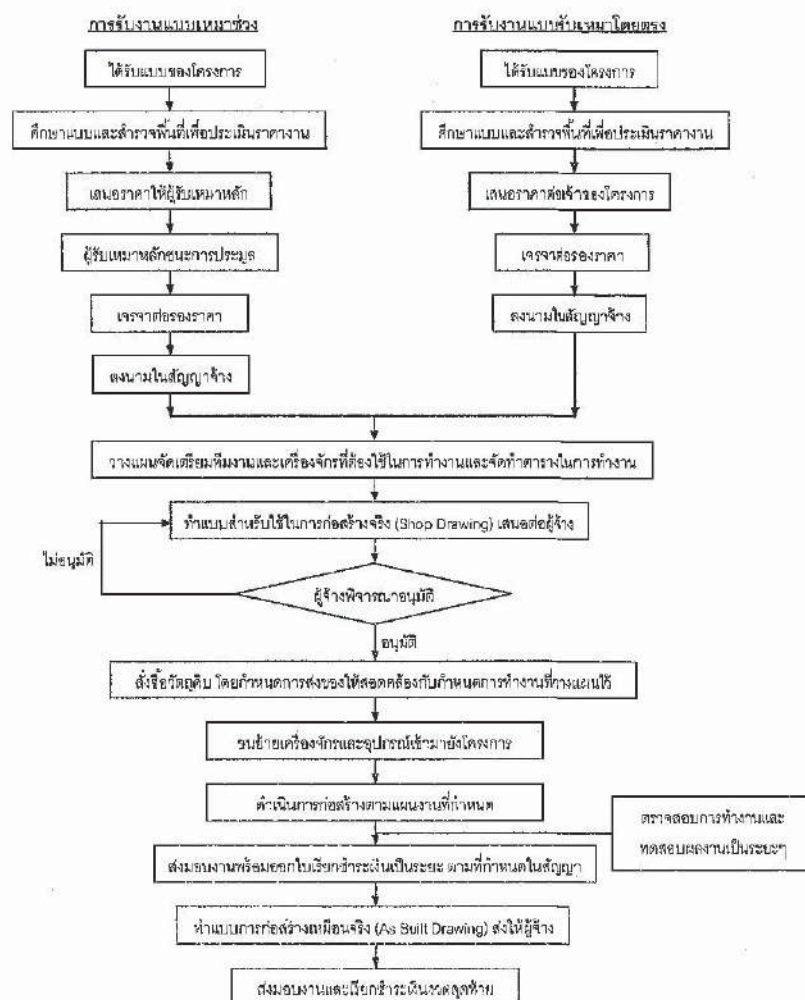 การรับงานแบบเหมาช่วง
ได้รับแบบของโครงการ
ศึกษาแบบและสำรวจพื้นที่เพื่อประเมินราคางาน
เสนอราคาให้ผู้รับเหมาหลัก
ผู้รับเหมาหลักชนะการประมูล
เจรจาต่อรองราคา
ลงนามในสัญญาจ้าง
การรับงานแบบรับเหมาโดยตรง
ได้รับแบบของโครงการ
ศึกษาแบบและสำรวจพื้นที่เพื่อประเมินราคางาน
เสนอราคาต่อเจ้าของโครงการ
เจรจาต่อรองราคา
ลงนามในสัญญาจ้าง
วางแผนจัดเตรียมทีมงานและเครื่องจักรที่ต้องใช้ในการทำงานและจัดทำตารางในการทำงาน
ทำแบบสำหรับใช้ในการก่อสร้างจริง (Shop Drawing) เสนอต่อผู้จ้าง
ไม่อนุมัติ
ผู้จ้างพิจารณาอนุมัติ
อนุมัติ
สั่งซื้อวัตถุดิบ โดยกำหนดการส่งของให้สอดคล้องกับกำหนดการทำงานที่วางแผนไว้
ขนย้ายเครื่องจักรและอุปกรณ์เข้ามายังโครงการ
ดำเนินการก่อสร้างตามแผนงานที่กำหนด
ตรวจสอบการทำงานและ
ทดสอบผลงานเป็นระยะๆ
ส่งมอบงานพร้อมออกใบเรียกชำระเงินเป็นระยะ ตามที่กำหนดในสัญญา
ทำแบบการก่อสร้างเหมือนจริง (As Built Drawing) ส่งให้ผู้จ้าง
ส่งมอบงานและเรียกชำระเงินงวดสุดท้าย